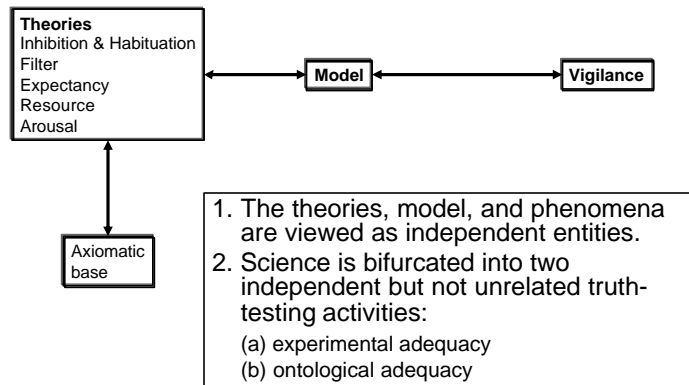 Theories
Inhibition & Habituation
Filter
Expectancy
Resource
Arousal
Model
Vigilance
Axiomatic
base
1. The theories, model, and phenomena
are viewed as independent entities.
2. Science is bifurcated into two
independent but not unrelated truth-
testing activities:
(a) experimental adequacy
(b) ontological adequacy